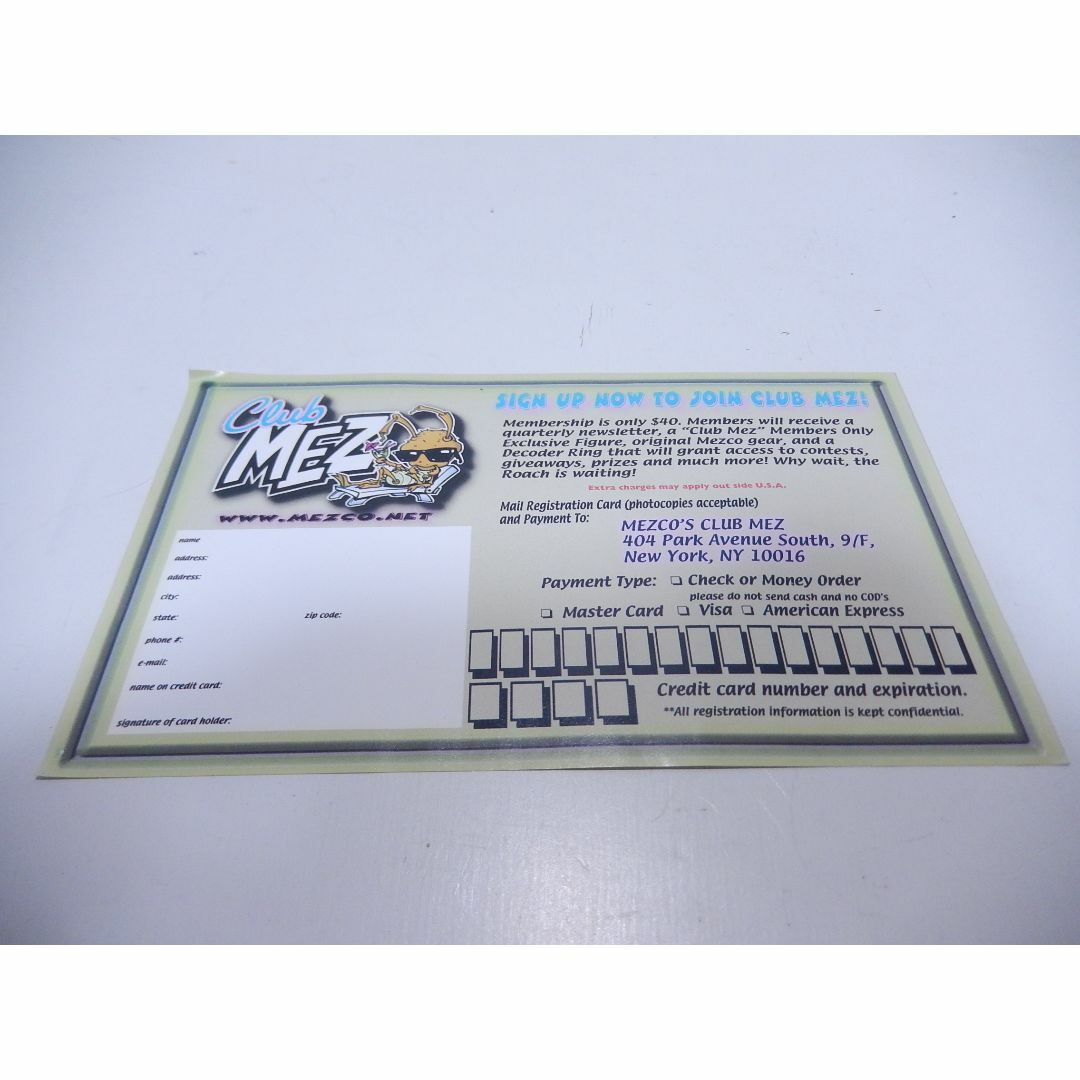 Club
MEZ
WWW.MEZCO.NET
name
address:
address:
city:
state: zip code:
phone #:
e-mail:
name on credit card:
signature of card holder:
SIGN UP NOW TO JOIN CLUB MEZ!
Membership is only $40. Members will receive a
quarterly newsletter, a "Club Mez" Members Only
Exclusive Figure, original Mezco gear, and a
Decoder Ring that will grant access to contests,
giveaways, prizes and much more! Why wait, the
Roach is waiting!
Extra charges may apply out side U.S.A.
Mail Registration Card (photocopies acceptable)
and Payment To:
MEZCO'S CLUB MEZ
404 Park Avenue South, 9/F,
New York, NY 10016
Payment Type: ❑ Check or Money Order
please do not send cash and no COD's
❑ Master Card ❑ Visa ❑ American Express
Credit card number and expiration.
**All registration information is kept confidential.